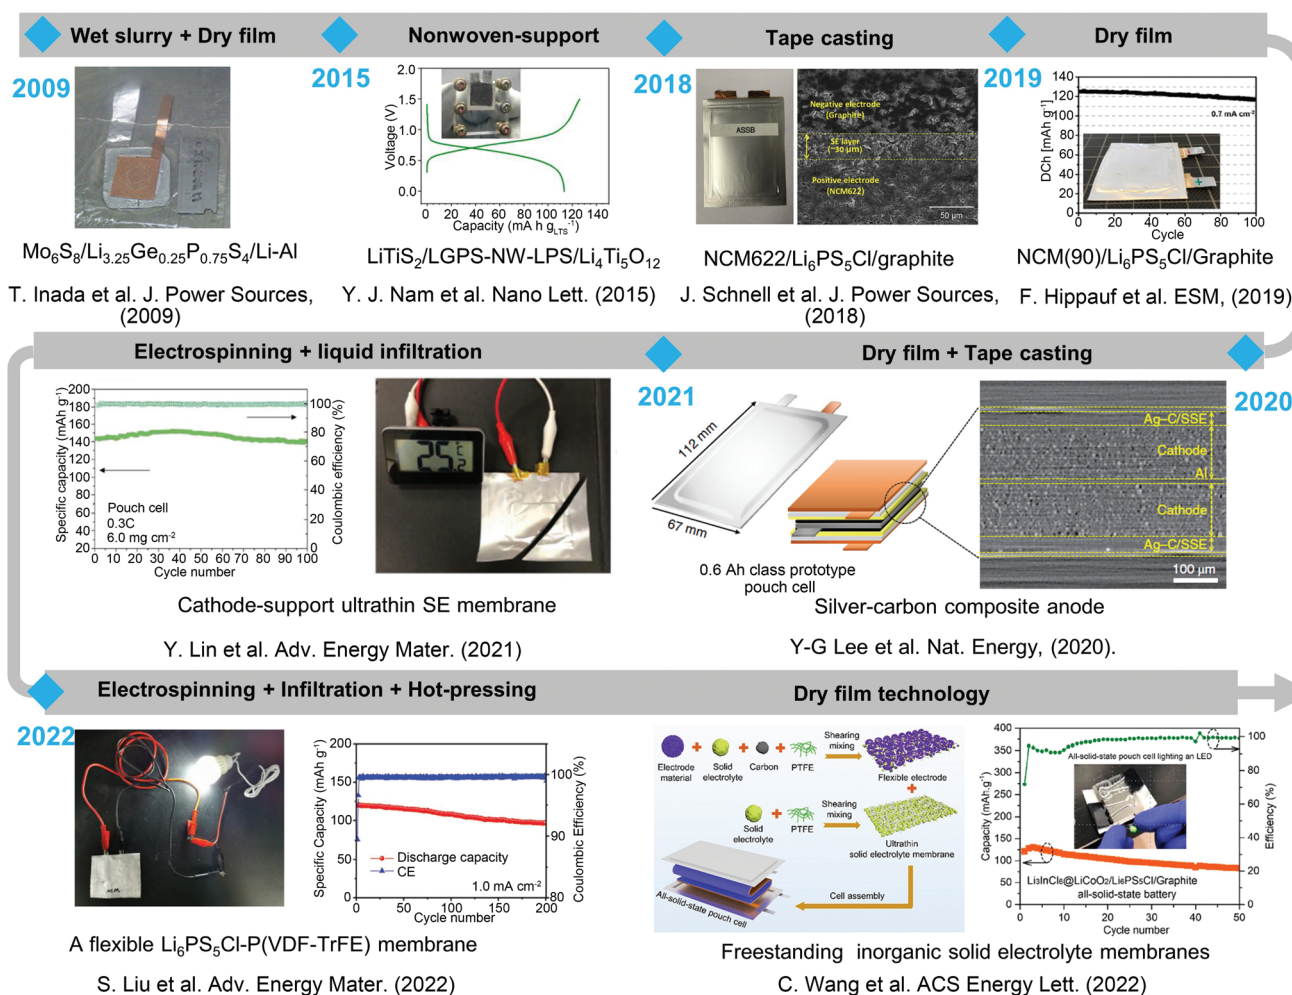 Wet slurry + Dry film
Nonwoven-support
Tape casting
Dry film
2009
2015
2018
2019
2.0
1.5
1.0
0.5
0.0
Voltage (V)
0 40 80 120 150
Capacity (mA h gLTS⁻¹)
ASSB
Negative electrode
(Graphite)
SE layer
(~30 μm)
Positive electrode
(NCM622)
50 μm
140
120
100
80
60
40
20
0
DCh [mAh g⁻¹]
0.7 mA cm⁻²
+
0 20 40 60 80 100
Cycle
Mo₆S₈/Li₃.₂₅Ge₀.₂₅P₀.₇₅S₄/Li-Al
LiTiS₂/LGPS-NW-LPS/Li₄Ti₅O₁₂
NCM622/Li₆PS₅Cl/graphite
NCM(90)/Li₆PS₅Cl/Graphite
T. Inada et al. J. Power Sources,
(2009)
Y. J. Nam et al. Nano Lett. (2015)
J. Schnell et al. J. Power Sources,
(2018)
F. Hippauf et al. ESM, (2019)
Electrospinning + liquid infiltration
Dry film + Tape casting
2021
2020
Specific capacity (mAh g⁻¹)
200
180
160
140
120
100
80
60
40
20
Pouch cell
0.3C
6.0 mg cm⁻²
100
80
60
40
20
0
Coulombic efficiency (%)
0 10 20 30 40 50 60 70 80 90 100
Cycle number
25.2
°C
112 mm
67 mm
0.6 Ah class prototype
pouch cell
Ag–C/SSE
Cathode
Al
Cathode
Ag–C/SSE
100 μm
Cathode-support ultrathin SE membrane
Silver-carbon composite anode
Y. Lin et al. Adv. Energy Mater. (2021)
Y-G Lee et al. Nat. Energy, (2020).
Electrospinning + Infiltration + Hot-pressing
Dry film technology
2022
Specific Capacity (mAh g⁻¹)
200
150
100
50
0
Discharge capacity
CE
1.0 mA cm⁻²
100
90
80
Coulombic Efficiency (%)
0 50 100 150 200
Cycle number
Electrode
material
Solid
electrolyte
Carbon
PTFE
Shearing
mixing
Flexible electrode
Solid
electrolyte
PTFE
Shearing
mixing
Ultrathin
solid electrolyte membrane
Cell assembly
All-solid-state pouch cell
Capacity (mAh.g⁻¹)
400
350
300
250
200
150
100
50
0
All-solid-state pouch cell lighting an LED
Li₃InCl₆@LiCoO₂/Li₆PS₅Cl/Graphite
all-solid-state battery
100
80
60
40
20
0
Efficiency (%)
0 10 20 30 40 50
Cycle number
A flexible Li₆PS₅Cl-P(VDF-TrFE) membrane
Freestanding inorganic solid electrolyte membranes
S. Liu et al. Adv. Energy Mater. (2022)
C. Wang et al. ACS Energy Lett. (2022)